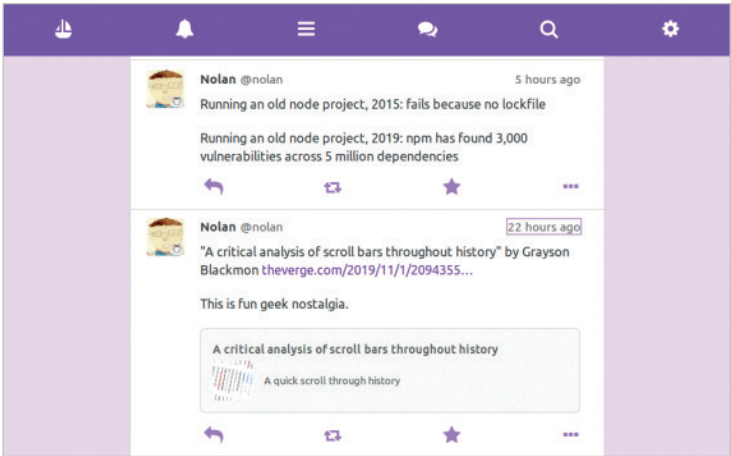 Nolan @nolan 5 hours ago
Running an old node project, 2015: fails because no lockfile
Running an old node project, 2019: npm has found 3,000
vulnerabilities across 5 million dependencies
Nolan @nolan 22 hours ago
"A critical analysis of scroll bars throughout history" by Grayson
Blackmon theverge.com/2019/11/1/2094355…
This is fun geek nostalgia.
A critical analysis of scroll bars throughout history
A quick scroll through history